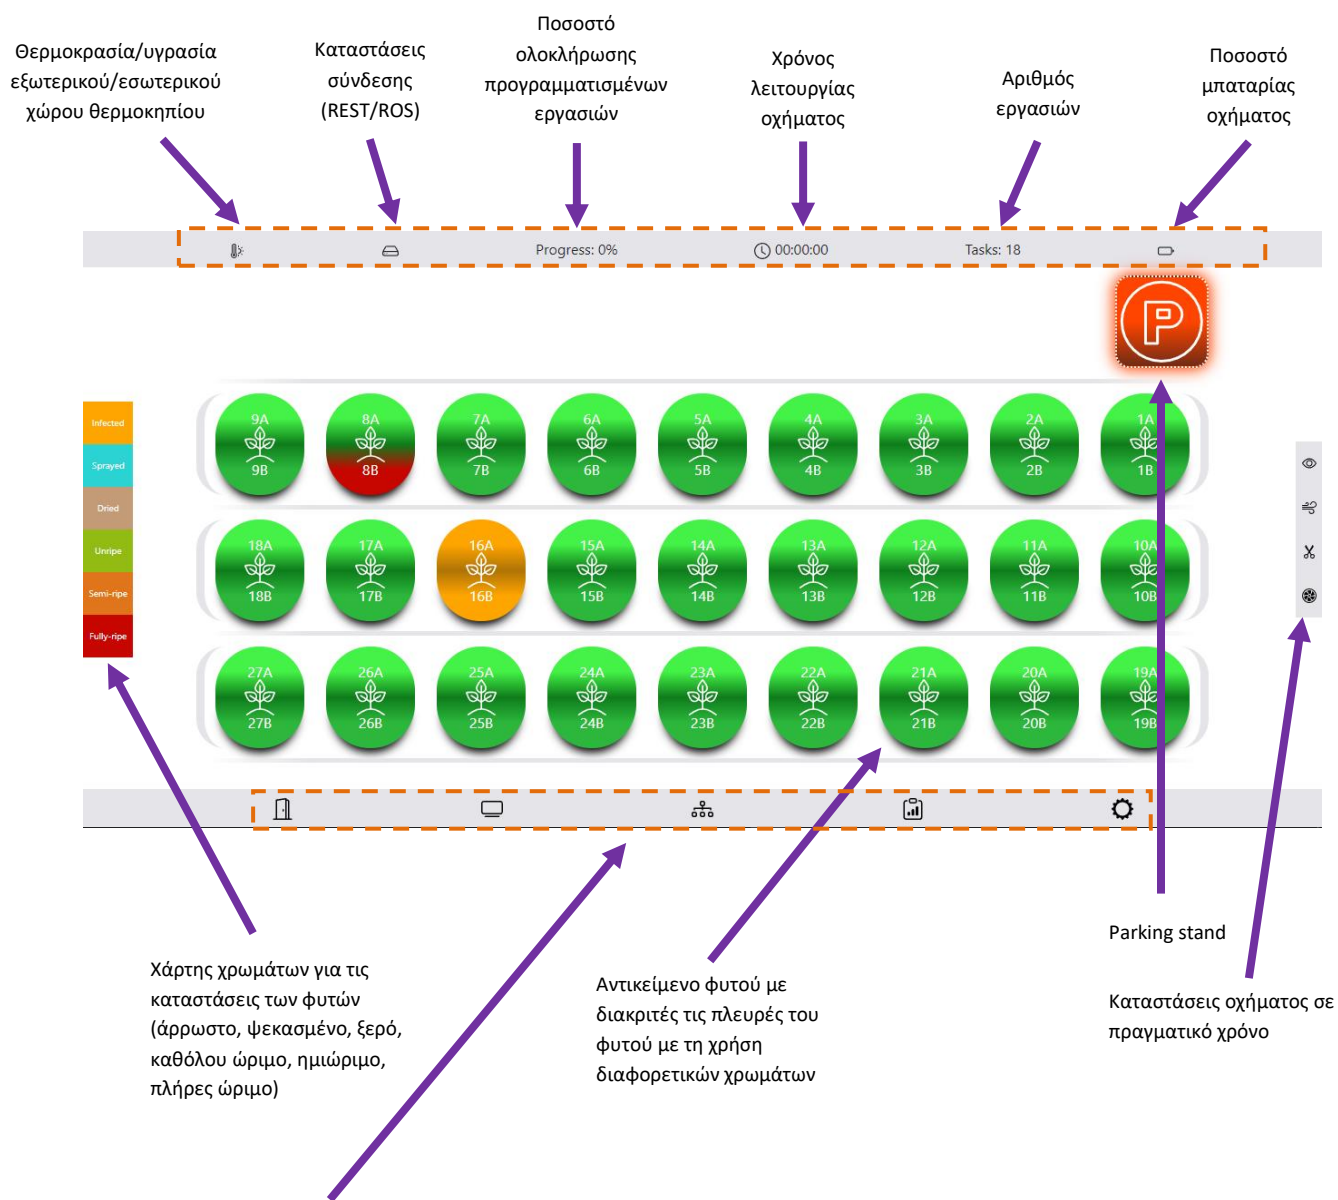 Θερμοκρασία/υγρασία
εξωτερικού/εσωτερικού
χώρου θερμοκηπίου
Καταστάσεις
σύνδεσης
(REST/ROS)
Ποσοστό
ολοκλήρωσης
προγραμματισμένων
εργασιών
Χρόνος
λειτουργίας
οχήματος
Αριθμός
εργασιών
Ποσοστό
μπαταρίας
οχήματος
Progress: 0%
00:00:00
Tasks: 18
P
Infected
Sprayed
Dried
Unripe
Semi-ripe
Fully-ripe
9A 8A 7A 6A 5A 4A 3A 2A 1A
9B 8B 7B 6B 5B 4B 3B 2B 1B
18A 17A 16A 15A 14A 13A 12A 11A 10A
18B 17B 16B 15B 14B 13B 12B 11B 10B
27A 26A 25A 24A 23A 22A 21A 20A 19A
27B 26B 25B 24B 23B 22B 21B 20B 19B
Χάρτης χρωμάτων για τις
καταστάσεις των φυτών
(άρρωστο, ψεκασμένο, ξερό,
καθόλου ώριμο, ημιώριμο,
πλήρες ώριμο)
Αντικείμενο φυτού με
διακριτές τις πλευρές του
φυτού με τη χρήση
διαφορετικών χρωμάτων
Parking stand
Καταστάσεις οχήματος σε
πραγματικό χρόνο